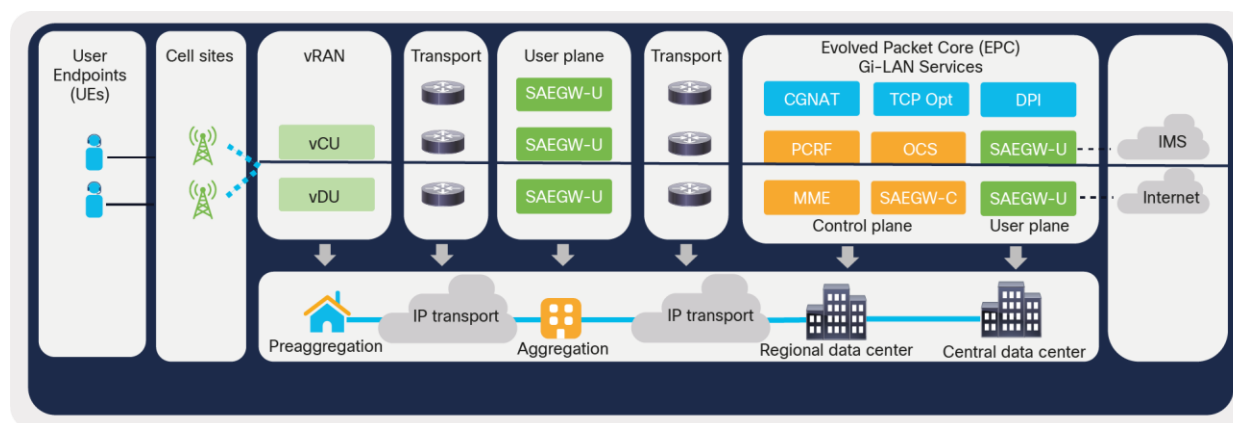 User
Endpoints
(UEs)
Cell sites
vRAN
vCU
vDU
Transport
User plane
SAEGW-U
SAEGW-U
SAEGW-U
Transport
Evolved Packet Core (EPC)
Gi-LAN Services
CGNAT
TCP Opt
DPI
PCRF
OCS
SAEGW-U
MME
SAEGW-C
SAEGW-U
Control plane
User plane
IMS
Internet
Preaggregation
IP transport
Aggregation
IP transport
Regional data center
Central data center